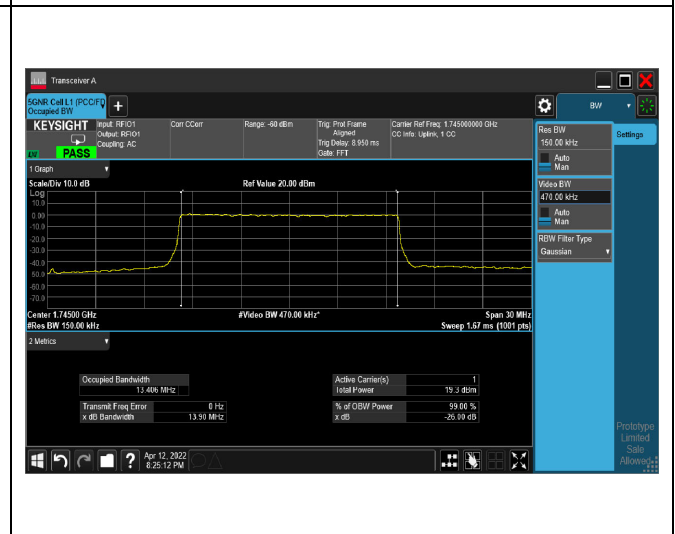 Transceiver A
5GNR Cell L1 (PCC/FD
Occupied BW
+
BW
KEYSIGHT
Input: RFIO1
Output: RFIO1
Coupling: AC
Corr CCorr
Range: -60 dBm
Trig: Prot Frame
Aligned
Trig Delay: 8.950 ms
Gate: FFT
Carrier Ref Freq: 1.745000000 GHz
CC Info: Uplink, 1 CC
PASS
Res BW
150.00 kHz
Settings
Auto
Man
1 Graph
Scale/Div 10.0 dB
Ref Value 20.00 dBm
Video BW
470.00 kHz
Auto
Man
RBW Filter Type
Gaussian
Log
10.0
0.00
-10.0
-20.0
-30.0
-40.0
-50.0
-60.0
-70.0
Center 1.74500 GHz
#Video BW 470.00 kHz*
Span 30 MHz
#Res BW 150.00 kHz
Sweep 1.67 ms (1001 pts)
2 Metrics
Occupied Bandwidth
13.406 MHz
Active Carrier(s) 1
Total Power 19.3 dBm
Transmit Freq Error 0 Hz
x dB Bandwidth 13.90 MHz
% of OBW Power 99.00 %
x dB -26.00 dB
Prototype
Limited
Sale
Allowed
?
Apr 12, 2022
8:25:12 PM